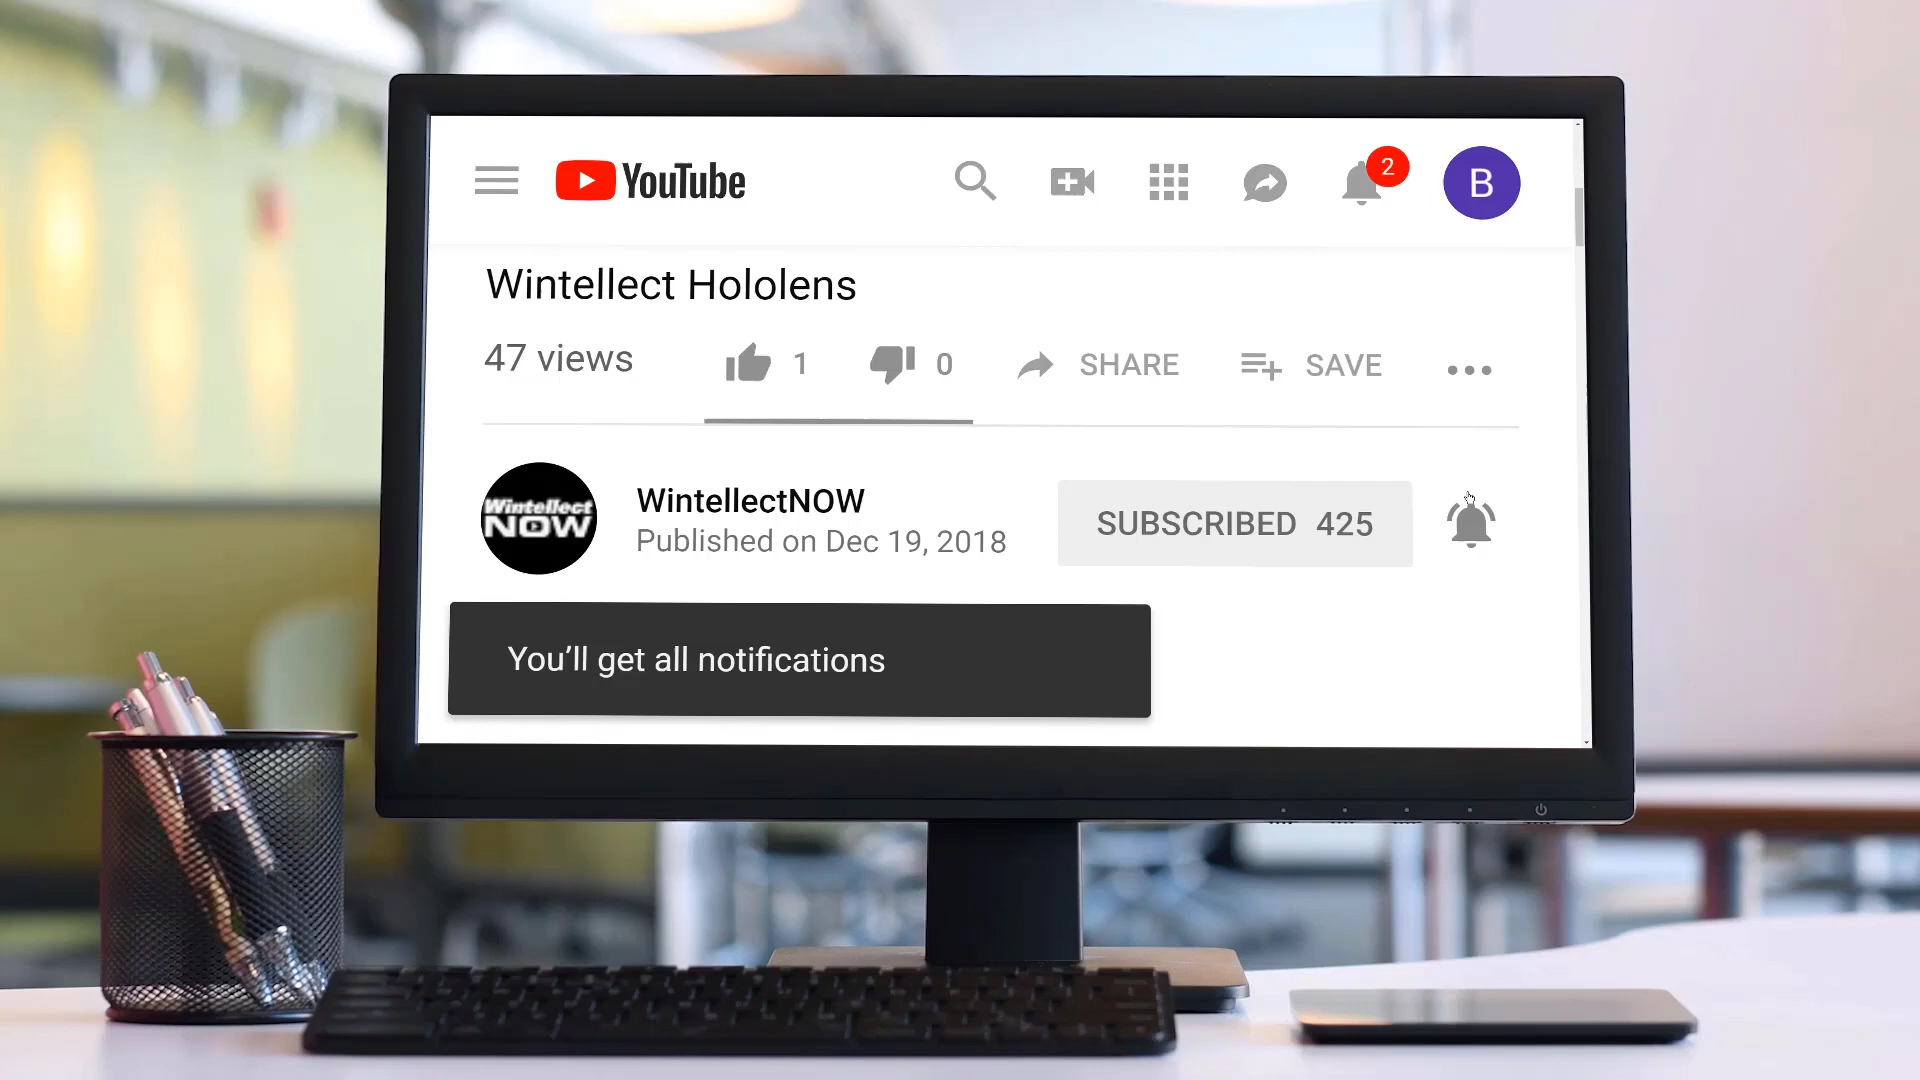 YouTube
2
B
Wintellect Hololens
47 views
1
0
SHARE
SAVE
Wintellect
NOW
WintellectNOW
Published on Dec 19, 2018
SUBSCRIBED 425
You’ll get all notifications